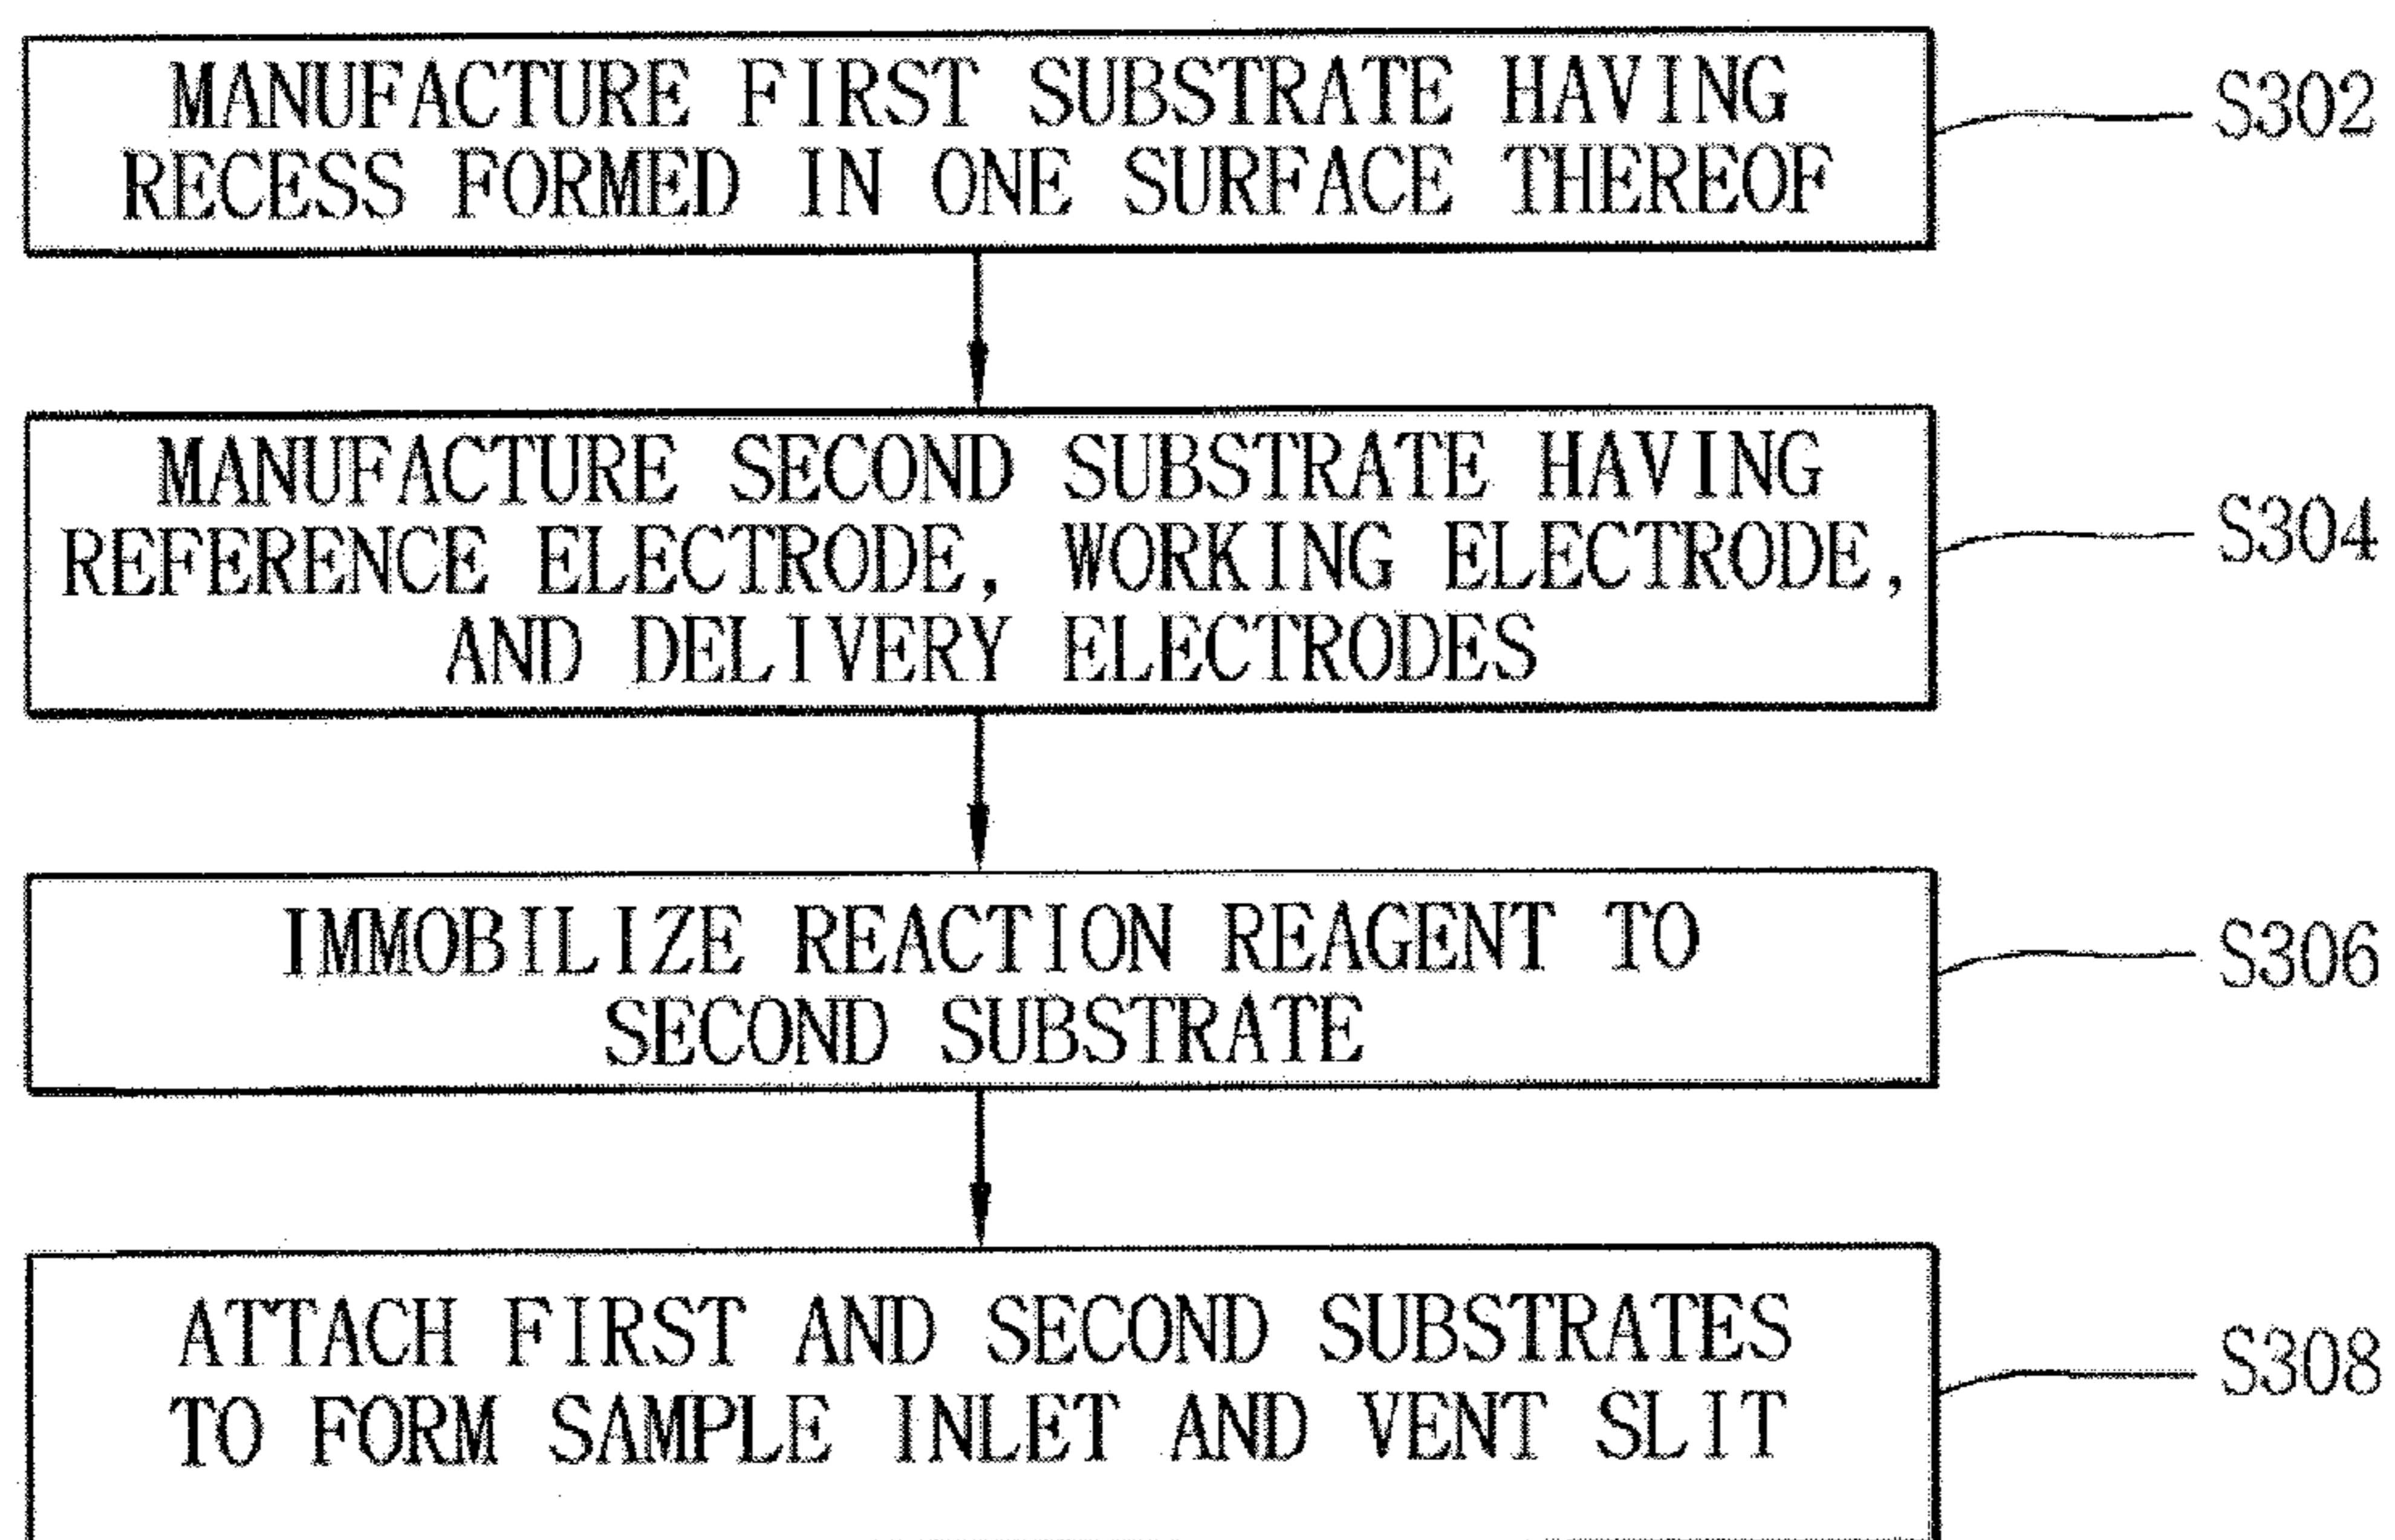 MANUFACTURE FIRST SUBSTRATE HAVING
RECESS FORMED IN ONE SURFACE THEREOF
S302
MANUFACTURE SECOND SUBSTRATE HAVING
REFERENCE ELECTRODE, WORKING ELECTRODE,
AND DELIVERY ELECTRODES
S304
IMMOBILIZE REACTION REAGENT TO
SECOND SUBSTRATE
S306
ATTACH FIRST AND SECOND SUBSTRATES
TO FORM SAMPLE INLET AND VENT SLIT
S308